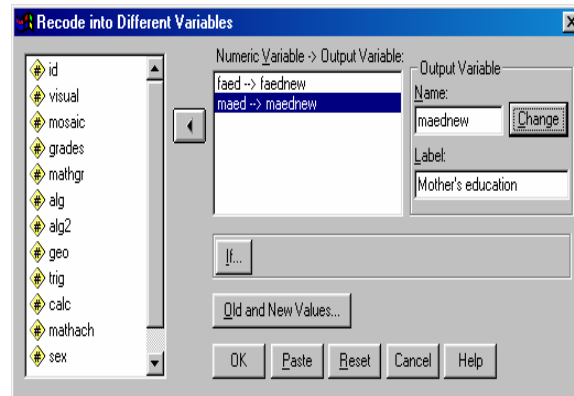 Recode into Different Variables
id
visual
mosaic
grades
mathgr
alg
alg2
geo
trig
calc
mathach
sex
Numeric Variable -> Output Variable:
faed --> faednew
maed --> maednew
Output Variable
Name:
maednew
Change
Label:
Mother's education
If...
Old and New Values...
OK
Paste
Reset
Cancel
Help